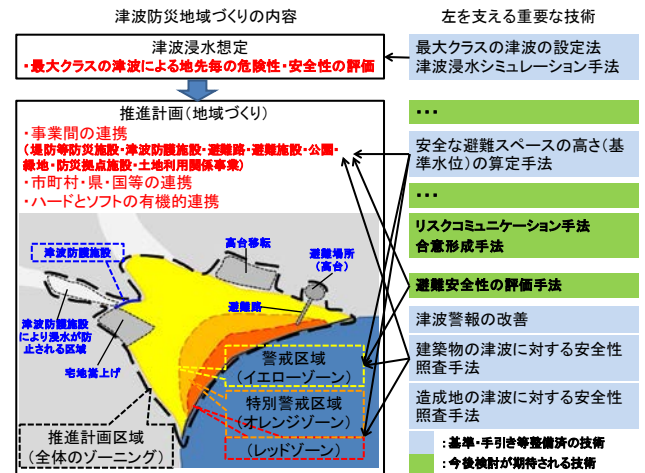 津波防災地域づくりの内容
左を支える重要な技術
津波浸水想定
・最大クラスの津波による地先毎の危険性・安全性の評価
最大クラスの津波の設定法
津波浸水シミュレーション手法
推進計画(地域づくり)
・事業間の連携
(堤防等防災施設・津波防護施設・避難路・避難施設・公園・
緑地・防災拠点施設・土地利用関係事業)
・市町村・県・国等の連携
・ハードとソフトの有機的連携
・・・
安全な避難スペースの高さ(基
準水位)の算定手法
・・・
リスクコミュニケーション手法
合意形成手法
避難安全性の評価手法
津波警報の改善
建築物の津波に対する安全性
照査手法
造成地の津波に対する安全性
照査手法
津波防護施設
高台移転
避難場所
(高台)
避難路
津波防護施設
により浸水が防
止される区域
宅地嵩上げ
警戒区域
(イエローゾーン)
特別警戒区域
(オレンジゾーン)
(レッドゾーン)
推進計画区域
(全体のゾーニング)
:基準・手引き等整備済の技術
:今後検討が期待される技術